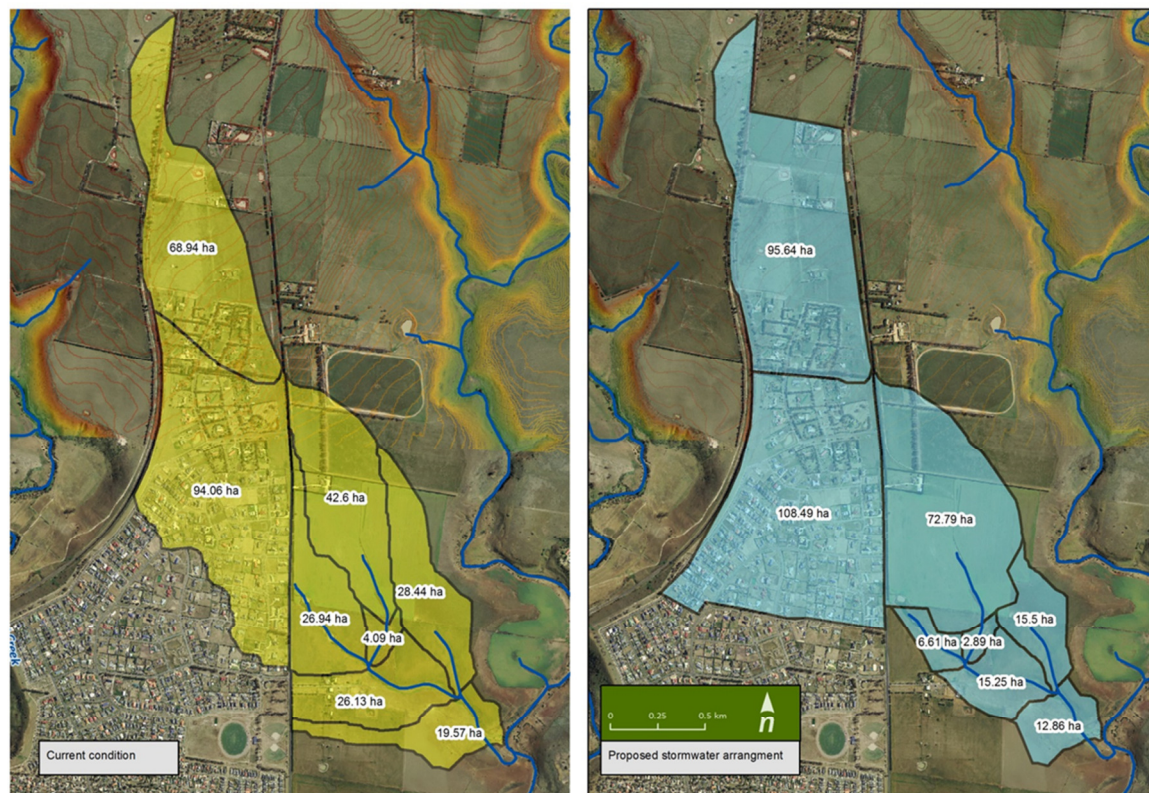 68.94 ha
94.06 ha
42.6 ha
28.44 ha
26.94 ha
4.09 ha
26.13 ha
19.57 ha
Current condition
95.64 ha
108.49 ha
72.79 ha
15.5 ha
6.61 ha
2.89 ha
15.25 ha
12.86 ha
0 0.25 0.5 km
n
Proposed stormwater arrangment